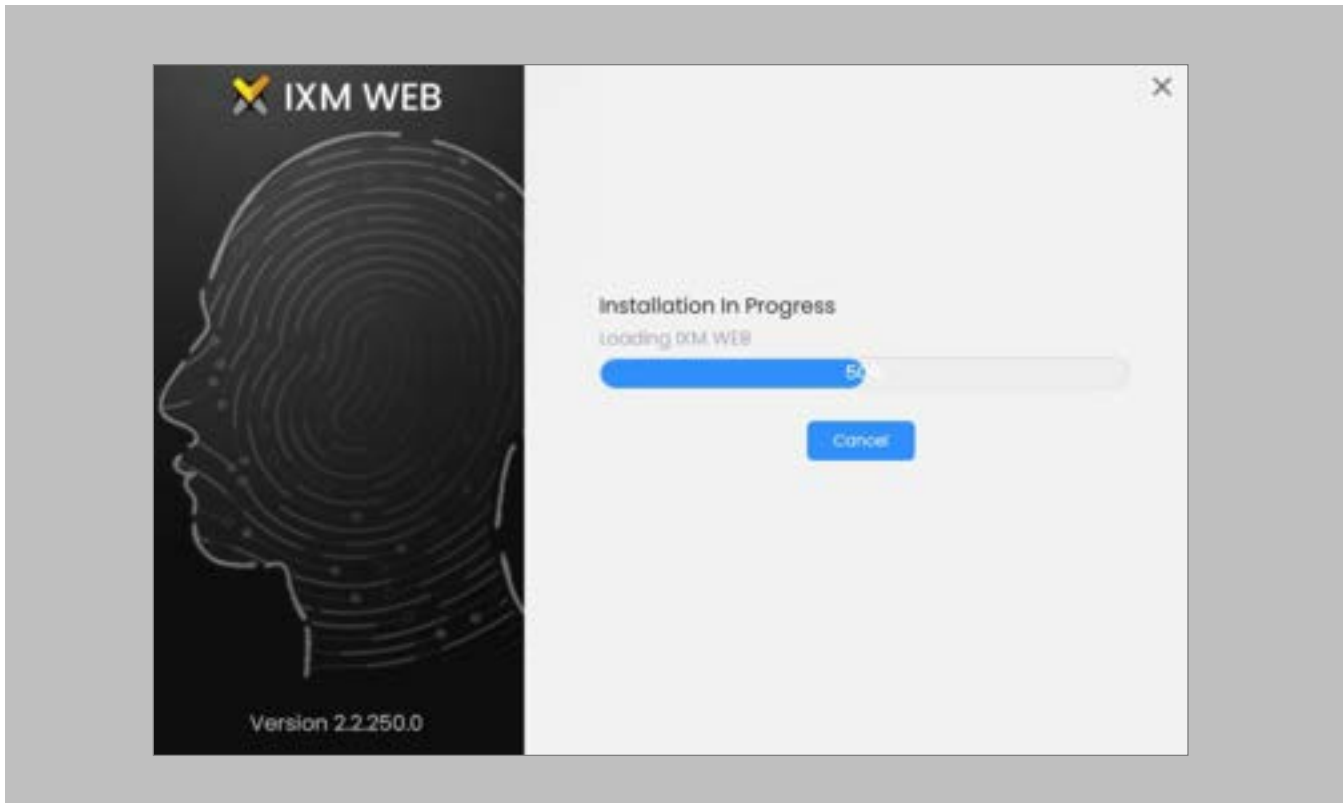 IXM WEB
Installation In Progress
Loading IXM WEB
50
Cancel
Version 2.2.250.0